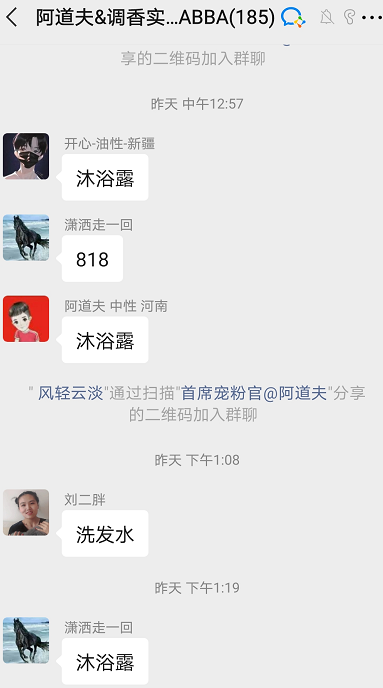 阿道夫&调香实...ABBA(185)
享的二维码加入群聊
昨天 中午12:57
开心-油性-新疆
沐浴露
潇洒走一回
818
阿道夫 中性 河南
沐浴露
" 风轻云淡"通过扫描"首席宠粉官@阿道夫"分享
的二维码加入群聊
昨天 下午1:08
刘二胖
洗发水
昨天 下午1:19
潇洒走一回
沐浴露